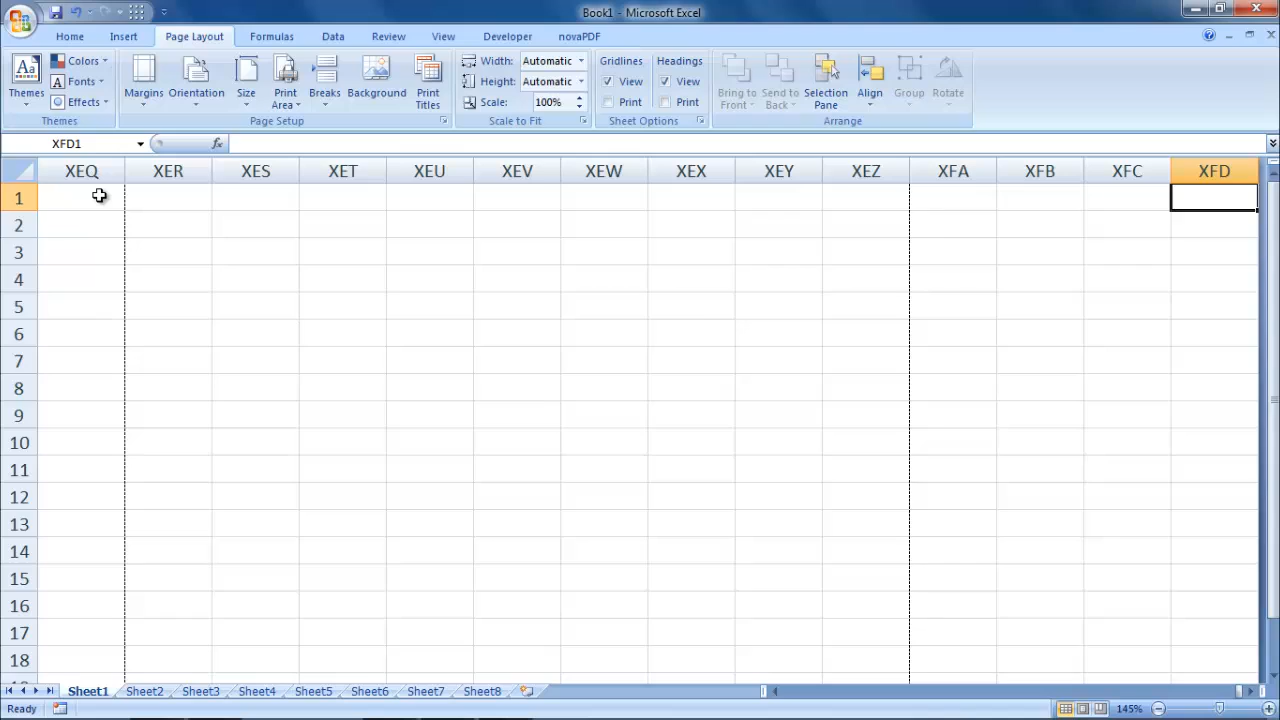 Book1 - Microsoft Excel
Home Insert Page Layout Formulas Data Review View Developer novaPDF
Themes Colors Fonts Effects
Margins Orientation Size Print Area Breaks Background Print Titles
Width: Automatic
Height: Automatic
Scale: 100%
Gridlines Headings
View View
Print Print
Bring to Front Send to Back Selection Pane Align Group Rotate
Themes Page Setup Scale to Fit Sheet Options Arrange
XFD1 fx
XEQ XER XES XET XEU XEV XEW XEX XEY XEZ XFA XFB XFC XFD
1
2
3
4
5
6
7
8
9
10
11
12
13
14
15
16
17
18
Sheet1 Sheet2 Sheet3 Sheet4 Sheet5 Sheet6 Sheet7 Sheet8
Ready 145%